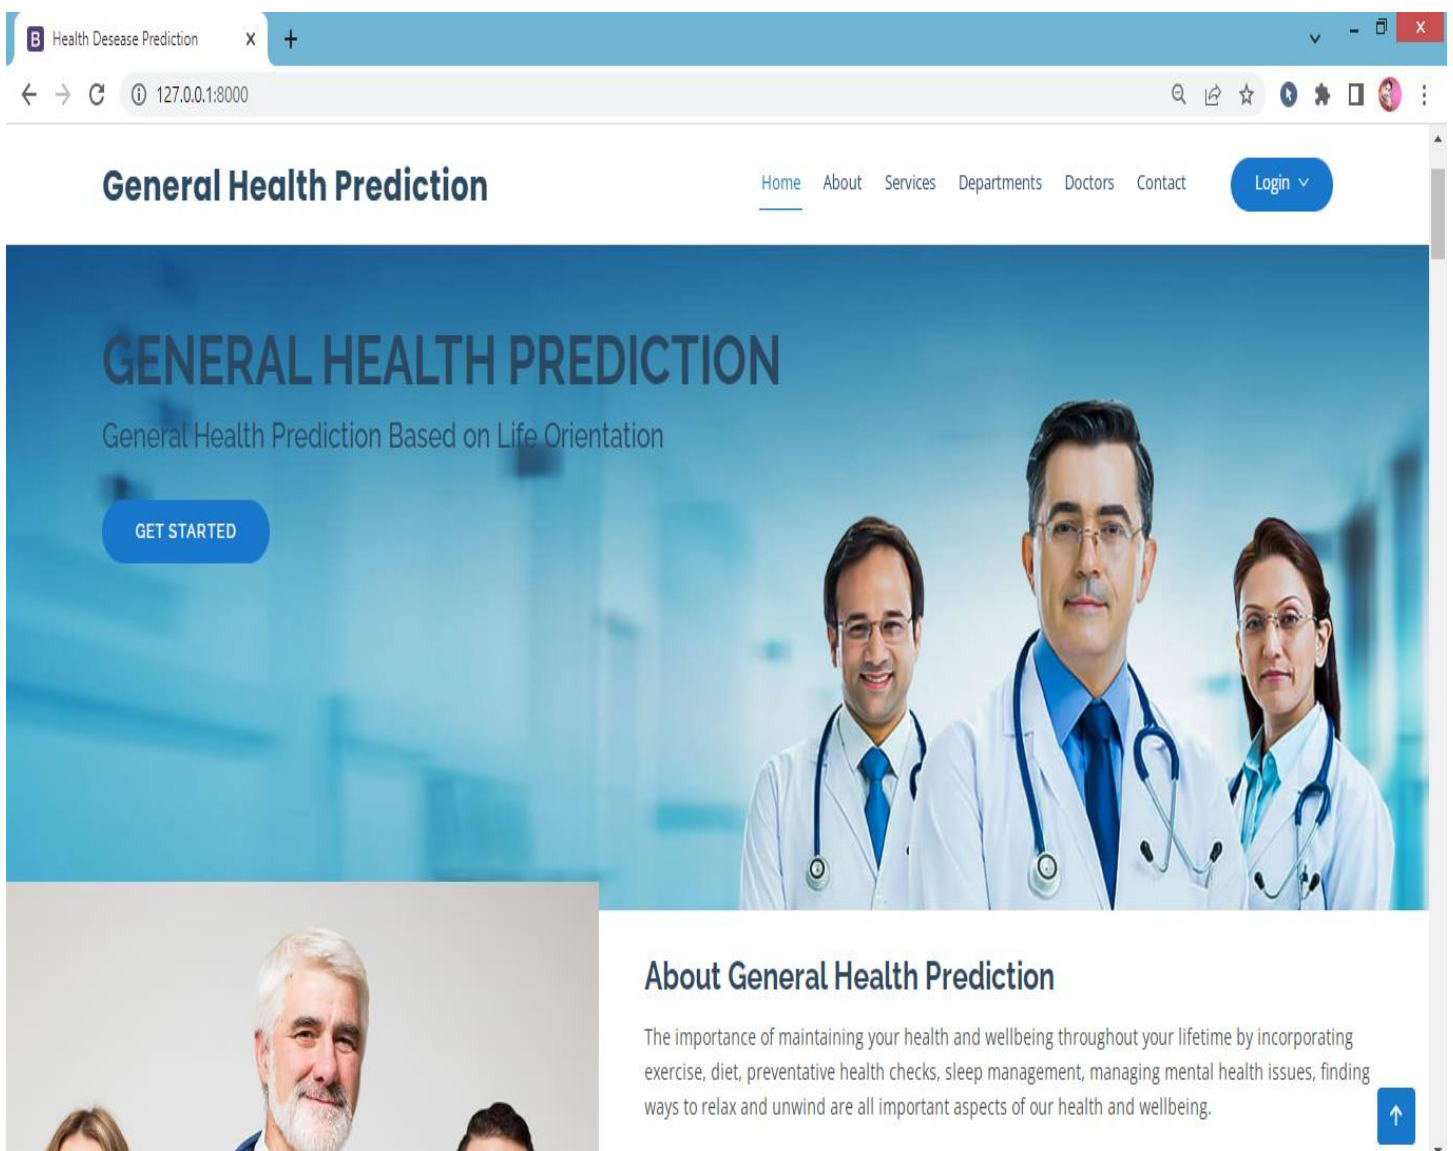 Health Desease Prediction
127.0.0.1:8000
General Health Prediction
Home About Services Departments Doctors Contact Login
GENERAL HEALTH PREDICTION
General Health Prediction Based on Life Orientation
GET STARTED
About General Health Prediction
The importance of maintaining your health and wellbeing throughout your lifetime by incorporating
exercise, diet, preventative health checks, sleep management, managing mental health issues, finding
ways to relax and unwind are all important aspects of our health and wellbeing.